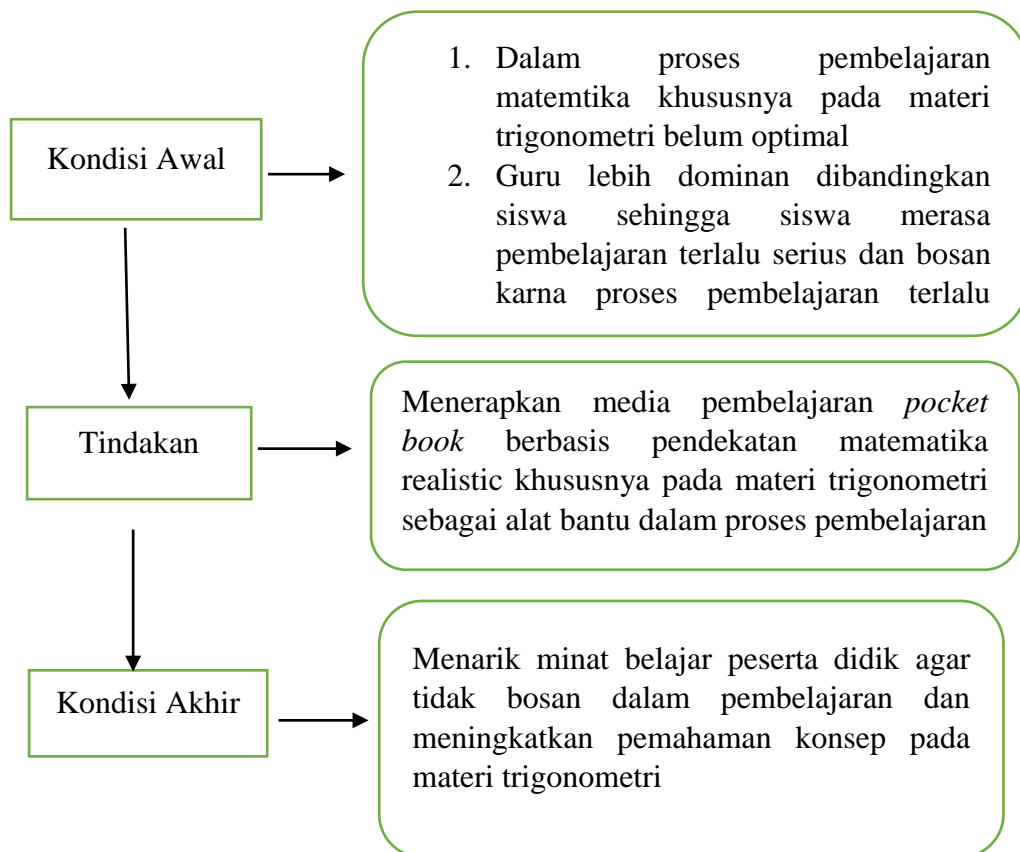 Kondisi Awal
1. Dalam proses pembelajaran
matemtika khususnya pada materi
trigonometri belum optimal
2. Guru lebih dominan dibandingkan
siswa sehingga siswa merasa
pembelajaran terlalu serius dan bosan
karna proses pembelajaran terlalu
Tindakan
Menerapkan media pembelajaran pocket
book berbasis pendekatan matematika
realistic khususnya pada materi trigonometri
sebagai alat bantu dalam proses pembelajaran
Kondisi Akhir
Menarik minat belajar peserta didik agar
tidak bosan dalam pembelajaran dan
meningkatkan pemahaman konsep pada
materi trigonometri